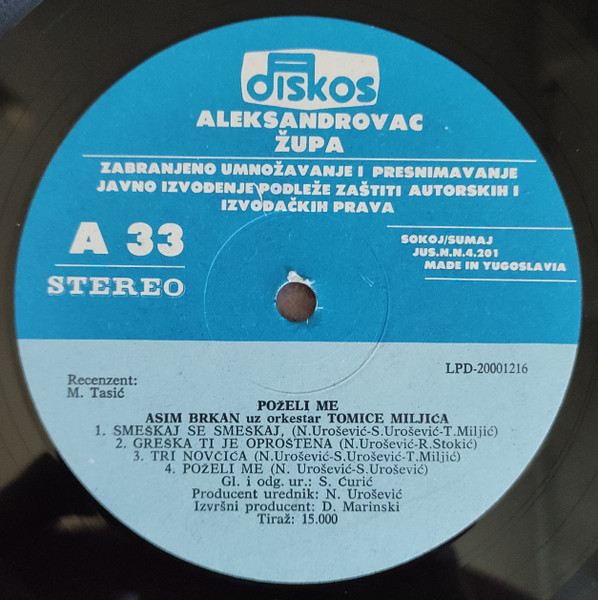 diskos
ALEKSANDROVAC
ŽUPA
ZABRANJENO UMNOŽAVANJE I PRESNIMAVANJE
JAVNO IZVOĐENJE PODLEŽE ZAŠTITI AUTORSKIH I
IZVOĐAČKIH PRAVA
A 33
STEREO
SOKOJ/SUMAJ
JUS.N.N.4.201
MADE IN YUGOSLAVIA
Recenzent:
M. Tasić
LPD-20001216
POŽELI ME
ASIM BRKAN uz orkestar TOMICE MILJIĆA
1. SMEŠKAJ SE SMEŠKAJ, (N.Urošević-S.Urošević-T.Miljić)
2. GREŠKA TI JE OPROŠTENA (N.Urošević-R.Stokić)
3. TRI NOVČIĆA (N.Urošević-S.Urošević-T.Miljić)
4. POŽELI ME (N. Urošević-S.Urošević)
Gl. i odg. ur.: S. Ćurić
Producent urednik: N. Urošević
Izvršni producent: D. Marinski
Tiraž: 15.000